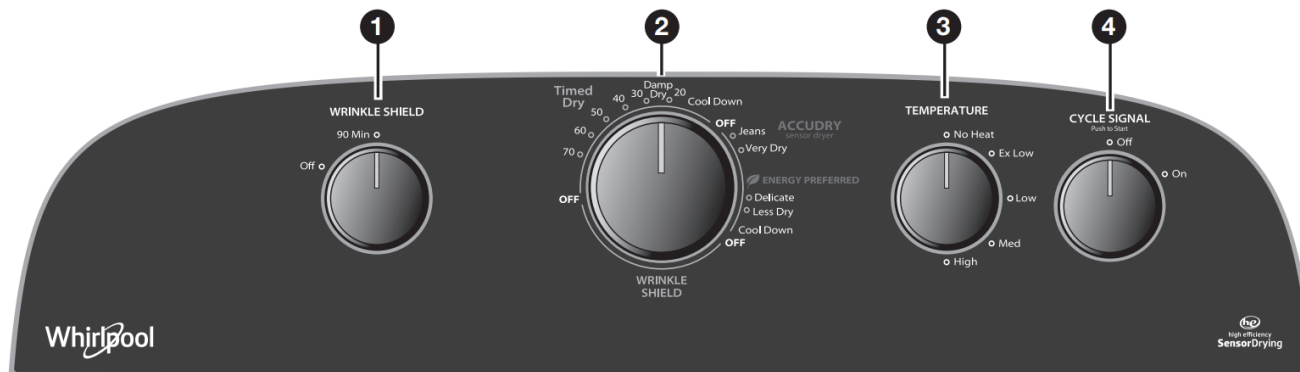 1
2
3
4
WRINKLE SHIELD
90 Min
Off
Timed
Dry
70
60
50
40
30
Damp
Dry
20
Cool Down
OFF
Jeans
ACCUDRY
sensor dryer
Very Dry
ENERGY PREFERRED
Delicate
Less Dry
Cool Down
OFF
WRINKLE
SHIELD
OFF
TEMPERATURE
No Heat
Ex Low
Low
Med
High
CYCLE SIGNAL
Push to Start
Off
On
Whirlpool
he
high efficiency
SensorDrying